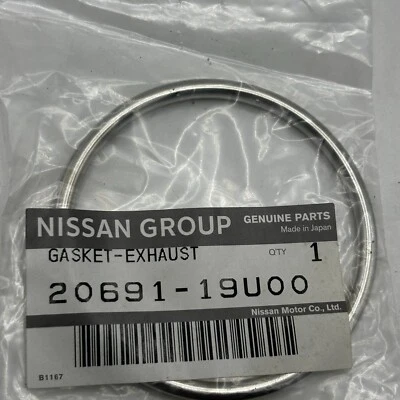 NISSAN GROUP GENUINE PARTS
Made in Japan
GASKET-EXHAUST QTY 1
20691-19U00
Nissan Motor Co., Ltd.
B1167